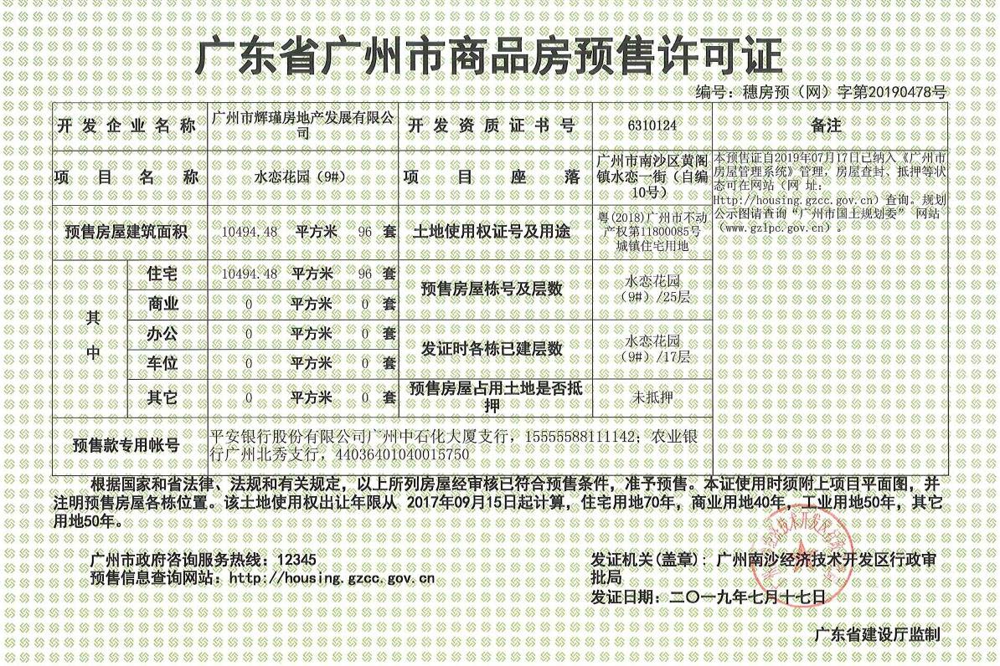 广东省广州市商品房预售许可证
编号：穗房预（网）字第20190478号
开发企业名称 广州市辉瑾房地产发展有限公司 开发资质证书号 6310124 备注
项目名称 水恋花园（9#） 项目座落 广州市南沙区黄阁镇水恋一街（自编10号）
本预售证自2019年07月17日已纳入《广州市
房屋管理系统》管理，房屋查封、抵押等状
态可在网站（网 址：
Http://housing.gzcc.gov.cn）查询。规划
公示图请查询“广州市国土规划委” 网站
（www.gzlpc.gov.cn）。
预售房屋建筑面积 10494.48 平方米 96 套 土地使用权证号及用途 粤(2018)广州市不动产权第11800085号 城镇住宅用地
其中
住宅 10494.48 平方米 96 套 预售房屋栋号及层数 水恋花园（9#）/25层
商业 0 平方米 0 套
办公 0 平方米 0 套 发证时各栋已建层数 水恋花园（9#）/17层
车位 0 平方米 0 套
其它 0 平方米 0 套 预售房屋占用土地是否抵押 未抵押
预售款专用帐号 平安银行股份有限公司广州中石化大厦支行，15555588111142；农业银
行广州北秀支行，44036401040015750
根据国家和省法律、法规和有关规定，以上所列房屋经审核已符合预售条件，准予预售。本证使用时须附上项目平面图，并
注明预售房屋各栋位置。该土地使用权出让年限从 2017年09月15日起计算，住宅用地70年，商业用地40年，工业用地50年，其它
用地50年。
广州市政府咨询服务热线：12345
预售信息查询网站：http://housing.gzcc.gov.cn
发证机关(盖章)：广州南沙经济技术开发区行政审
批局
发证日期：二〇一九年七月十七日
广东省建设厅监制